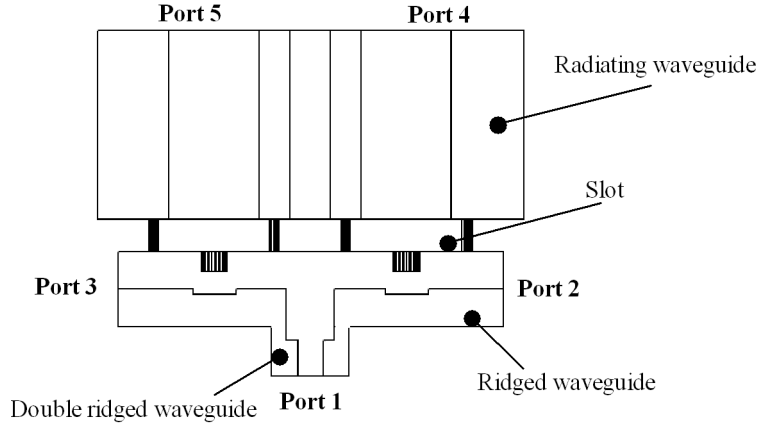 Port 5
Port 4
Radiating waveguide
Slot
Port 3
Port 2
Ridged waveguide
Double ridged waveguide
Port 1